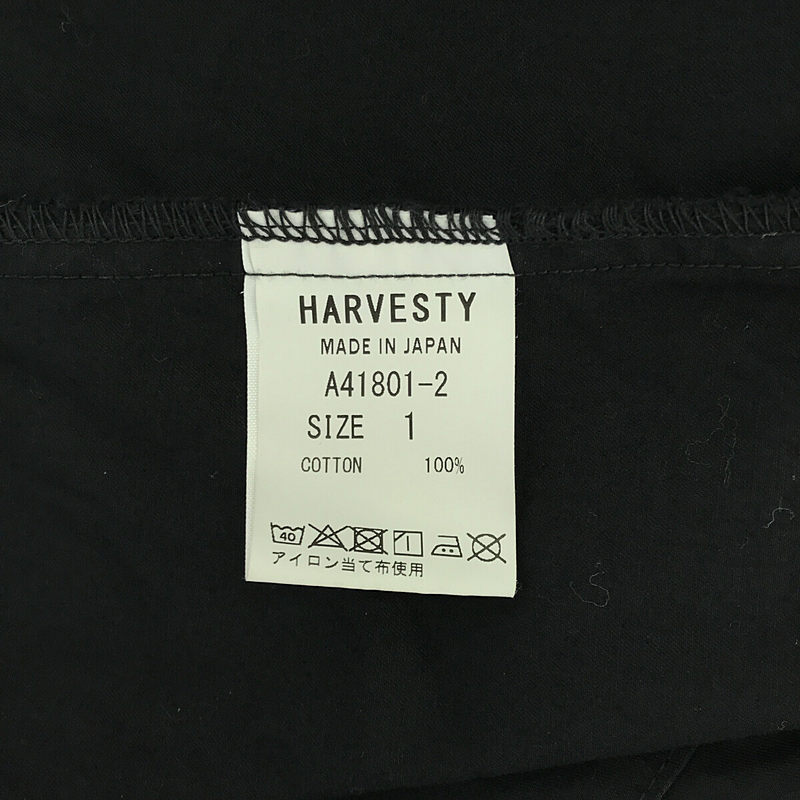 HARVESTY
MADE IN JAPAN
A41801-2
SIZE 1
COTTON 100%
40
アイロン当て布使用